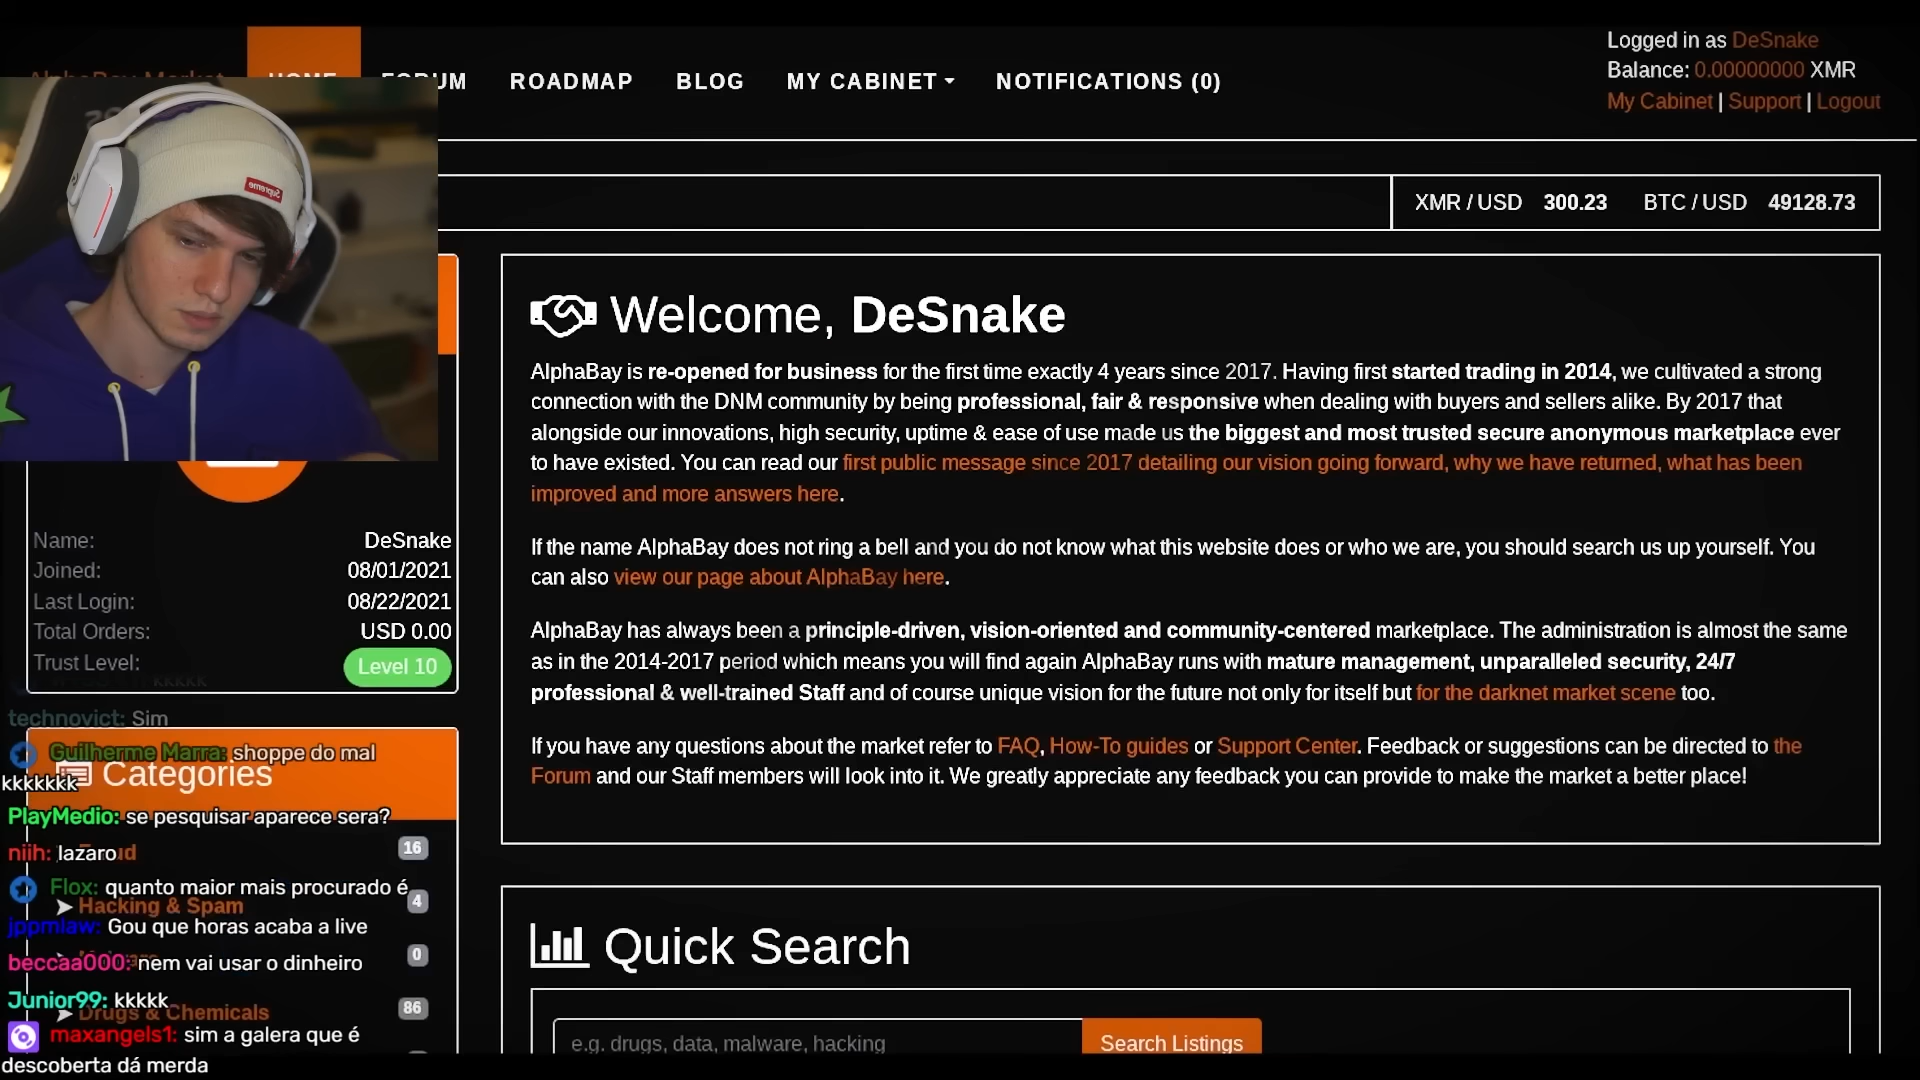 AlphaBay Market
HOME
FORUM
ROADMAP
BLOG
MY CABINET
NOTIFICATIONS (0)
Logged in as DeSnake
Balance: 0.00000000 XMR
My Cabinet | Support | Logout
XMR / USD 300.23 BTC / USD 49128.73
Supreme
Welcome, DeSnake
AlphaBay is re-opened for business for the first time exactly 4 years since 2017. Having first started trading in 2014, we cultivated a strong
connection with the DNM community by being professional, fair & responsive when dealing with buyers and sellers alike. By 2017 that
alongside our innovations, high security, uptime & ease of use made us the biggest and most trusted secure anonymous marketplace ever
to have existed. You can read our first public message since 2017 detailing our vision going forward, why we have returned, what has been
improved and more answers here.
If the name AlphaBay does not ring a bell and you do not know what this website does or who we are, you should search us up yourself. You
can also view our page about AlphaBay here.
AlphaBay has always been a principle-driven, vision-oriented and community-centered marketplace. The administration is almost the same
as in the 2014-2017 period which means you will find again AlphaBay runs with mature management, unparalleled security, 24/7
professional & well-trained Staff and of course unique vision for the future not only for itself but for the darknet market scene too.
If you have any questions about the market refer to FAQ, How-To guides or Support Center. Feedback or suggestions can be directed to the
Forum and our Staff members will look into it. We greatly appreciate any feedback you can provide to make the market a better place!
Quick Search
e.g. drugs, data, malware, hacking
Search Listings
Name: DeSnake
Joined: 08/01/2021
Last Login: 08/22/2021
Total Orders: USD 0.00
Trust Level: Level 10
kkkkk
technovict: Sim
Guilherme Marra: shoppe do mal
kkkkkkk
Categories
PlayMedio: se pesquisar aparece sera?
niih: lazaro
16
Flox: quanto maior mais procurado é
Hacking & Spam 4
jppmlaw: Gou que horas acaba a live
beccaa000: nem vai usar o dinheiro
0
Junior99: kkkkk
Drugs & Chemicals 86
maxangels1: sim a galera que é
descoberta dá merda